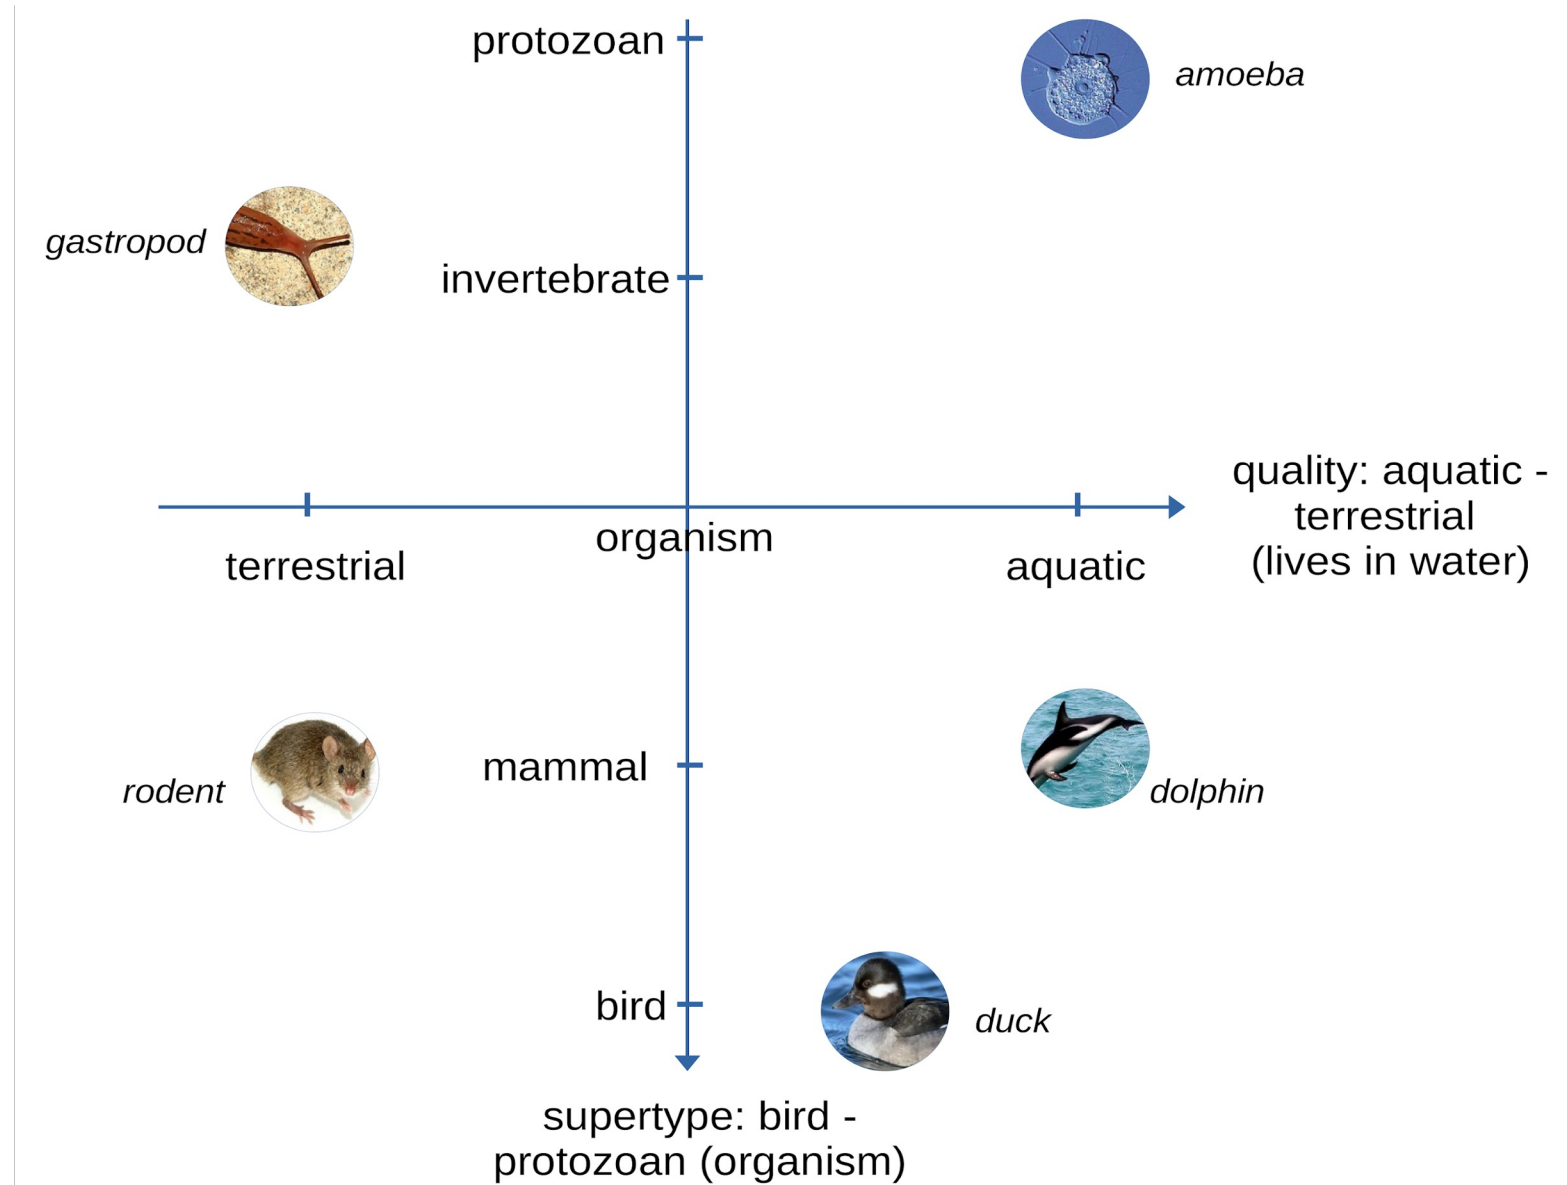 protozoan
amoeba
gastropod
invertebrate
quality: aquatic -
terrestrial
(lives in water)
organism
terrestrial
aquatic
mammal
rodent
dolphin
bird
duck
supertype: bird -
protozoan (organism)